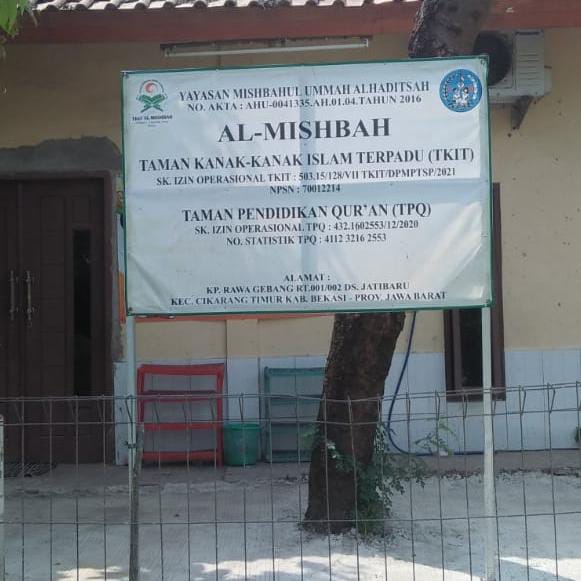 YAYASAN MISHBAHUL UMMAH ALHADITSAH
NO. AKTA : AHU-0041335.AH.01.04.TAHUN 2016
AL-MISHBAH
TKIT AL-MISHBAH
TAMAN KANAK-KANAK ISLAM TERPADU (TKIT)
SK. IZIN OPERASIONAL TKIT : 503.15/128/VII TKIT/DPMPTSP/2021
NPSN : 70012214
TAMAN PENDIDIKAN QUR'AN (TPQ)
SK. IZIN OPERASIONAL TPQ : 432.1602553/12/2020
NO. STATISTIK TPQ : 4112 3216 2553
ALAMAT :
KP. RAWA GEBANG RT.001/002 DS. JATIBARU
KEC. CIKARANG TIMUR KAB. BEKASI - PROV. JAWA BARAT